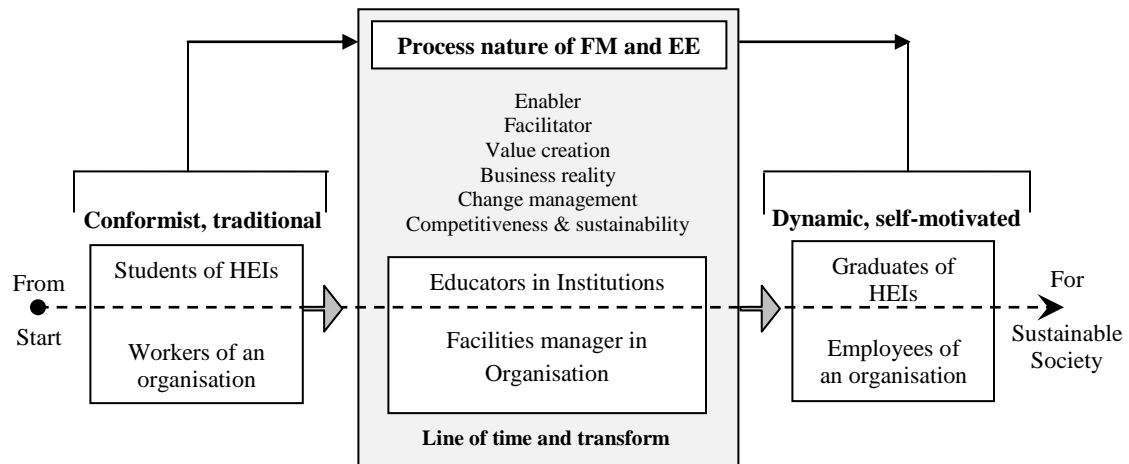 Process nature of FM and EE
Enabler
Facilitator
Value creation
Business reality
Change management
Competitiveness & sustainability
Conformist, traditional
Dynamic, self-motivated
From
Start
Students of HEIs
Workers of an
organisation
Educators in Institutions
Facilities manager in
Organisation
Line of time and transform
Graduates of
HEIs
Employees of
an organisation
For
Sustainable
Society